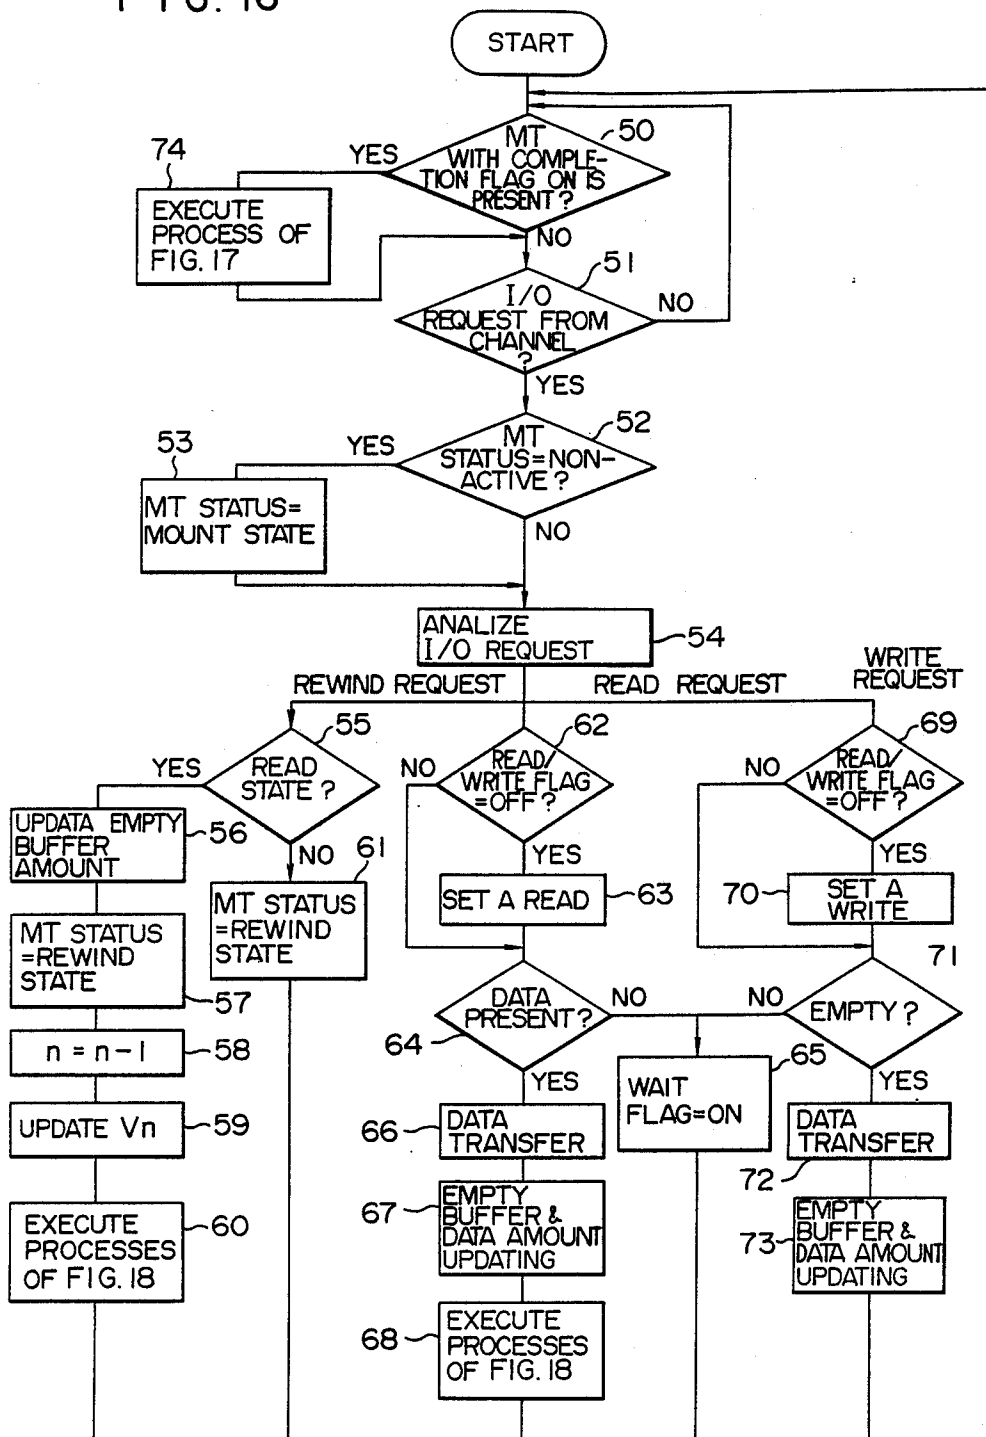 FIG. 16
START
50
MT
WITH COMPLE-
TION FLAG ON IS
PRESENT?
YES
74
EXECUTE
PROCESS OF
FIG. 17
NO
51
I/O
REQUEST FROM
CHANNEL
?
NO
YES
52
MT
STATUS=NON-
ACTIVE?
YES
53
MT STATUS=
MOUNT STATE
NO
ANALIZE
I/O REQUEST
54
REWIND REQUEST
READ REQUEST
WRITE
REQUEST
55
READ
STATE?
YES
NO
UPDATA EMPTY
BUFFER
AMOUNT
56
MT STATUS
=REWIND
STATE
57
n = n-1
58
UPDATE Vn
59
EXECUTE
PROCESSES
OF FIG. 18
60
61
MT STATUS
=REWIND
STATE
62
READ/
WRITE FLAG
=OFF?
NO
YES
SET A READ
63
DATA
PRESENT?
64
NO
YES
65
WAIT
FLAG=ON
66
DATA
TRANSFER
67
EMPTY
BUFFER &
DATA AMOUNT
UPDATING
68
EXECUTE
PROCESSES
OF FIG. 18
69
READ/
WRITE FLAG
=OFF?
NO
YES
70
SET A
WRITE
71
EMPTY?
NO
YES
DATA
TRANSFER
72
73
EMPTY
BUFFER &
DATA AMOUNT
UPDATING